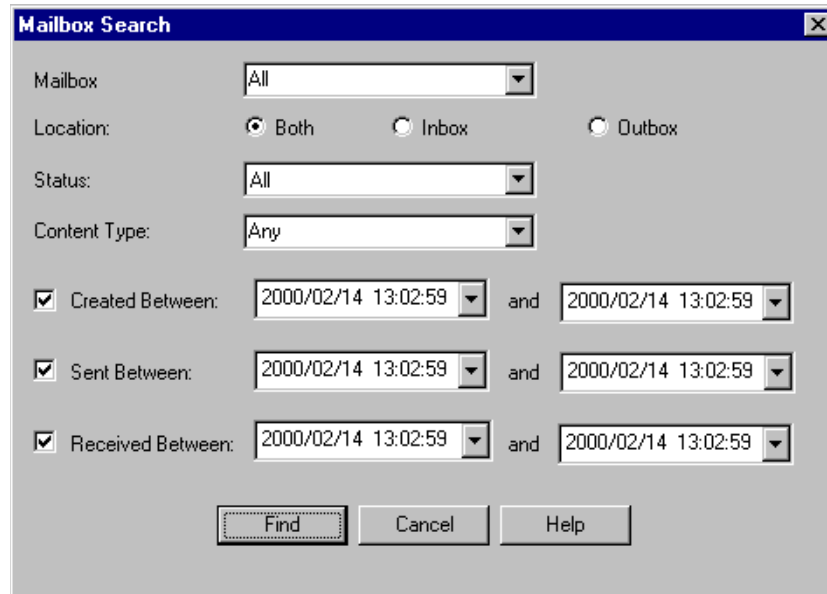 Mailbox Search
Mailbox All
Location: Both Inbox Outbox
Status: All
Content Type: Any
Created Between: 2000/02/14 13:02:59 and 2000/02/14 13:02:59
Sent Between: 2000/02/14 13:02:59 and 2000/02/14 13:02:59
Received Between: 2000/02/14 13:02:59 and 2000/02/14 13:02:59
Find Cancel Help